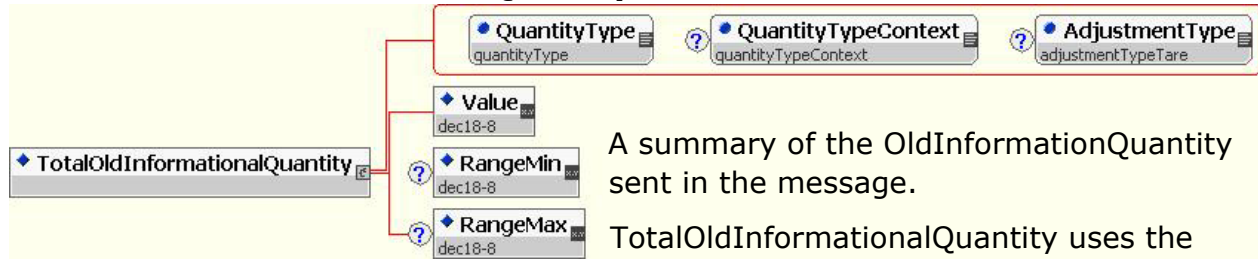 QuantityType
quantityType
? QuantityTypeContext
quantityTypeContext
? AdjustmentType
adjustmentTypeTare
Value
dec18-8
TotalOldInformationalQuantity
? RangeMin
dec18-8
? RangeMax
dec18-8
A summary of the OldInformationQuantity
sent in the message.
TotalOldInformationalQuantity uses the